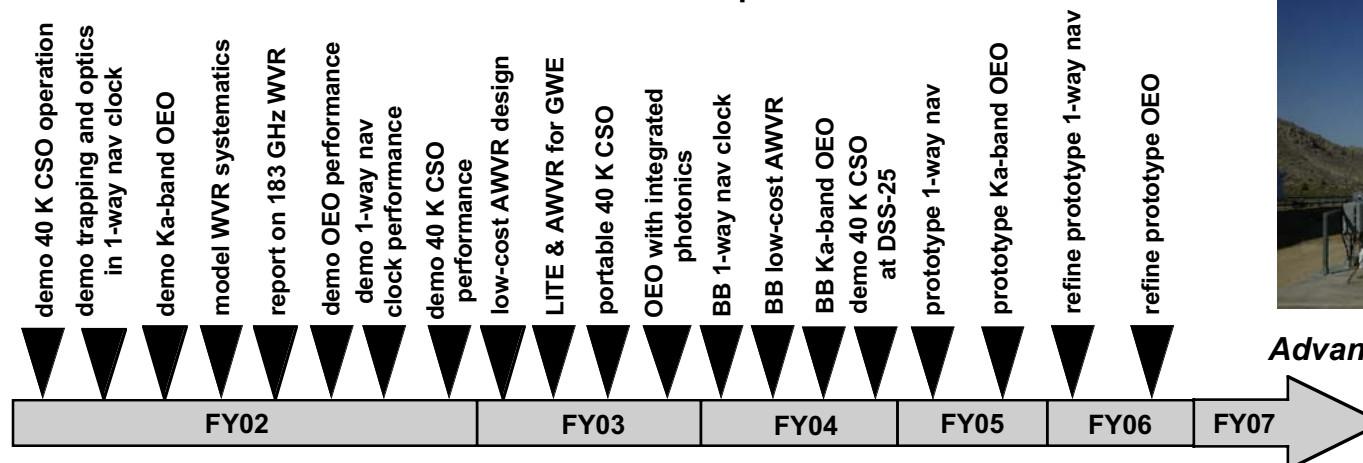 demo 40 K CSO operation
demo trapping and optics
in 1-way nav clock
demo Ka-band OEO
model WVR systematics
report on 183 GHz WVR
demo OEO performance
demo 1-way nav
clock performance
demo 40 K CSO
performance
low-cost AWVR design
LITE & AWVR for GWE
portable 40 K CSO
OEO with integrated
photonics
BB 1-way nav clock
BB low-cost AWVR
BB Ka-band OEO
demo 40 K CSO
at DSS-25
prototype 1-way nav
prototype Ka-band OEO
refine prototype 1-way nav
refine prototype OEO
Advan
FY02
FY03
FY04
FY05
FY06
FY07